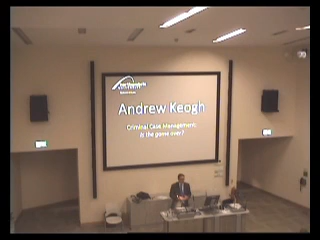 Andrew Keogh
Criminal Case Management;
is the game over?